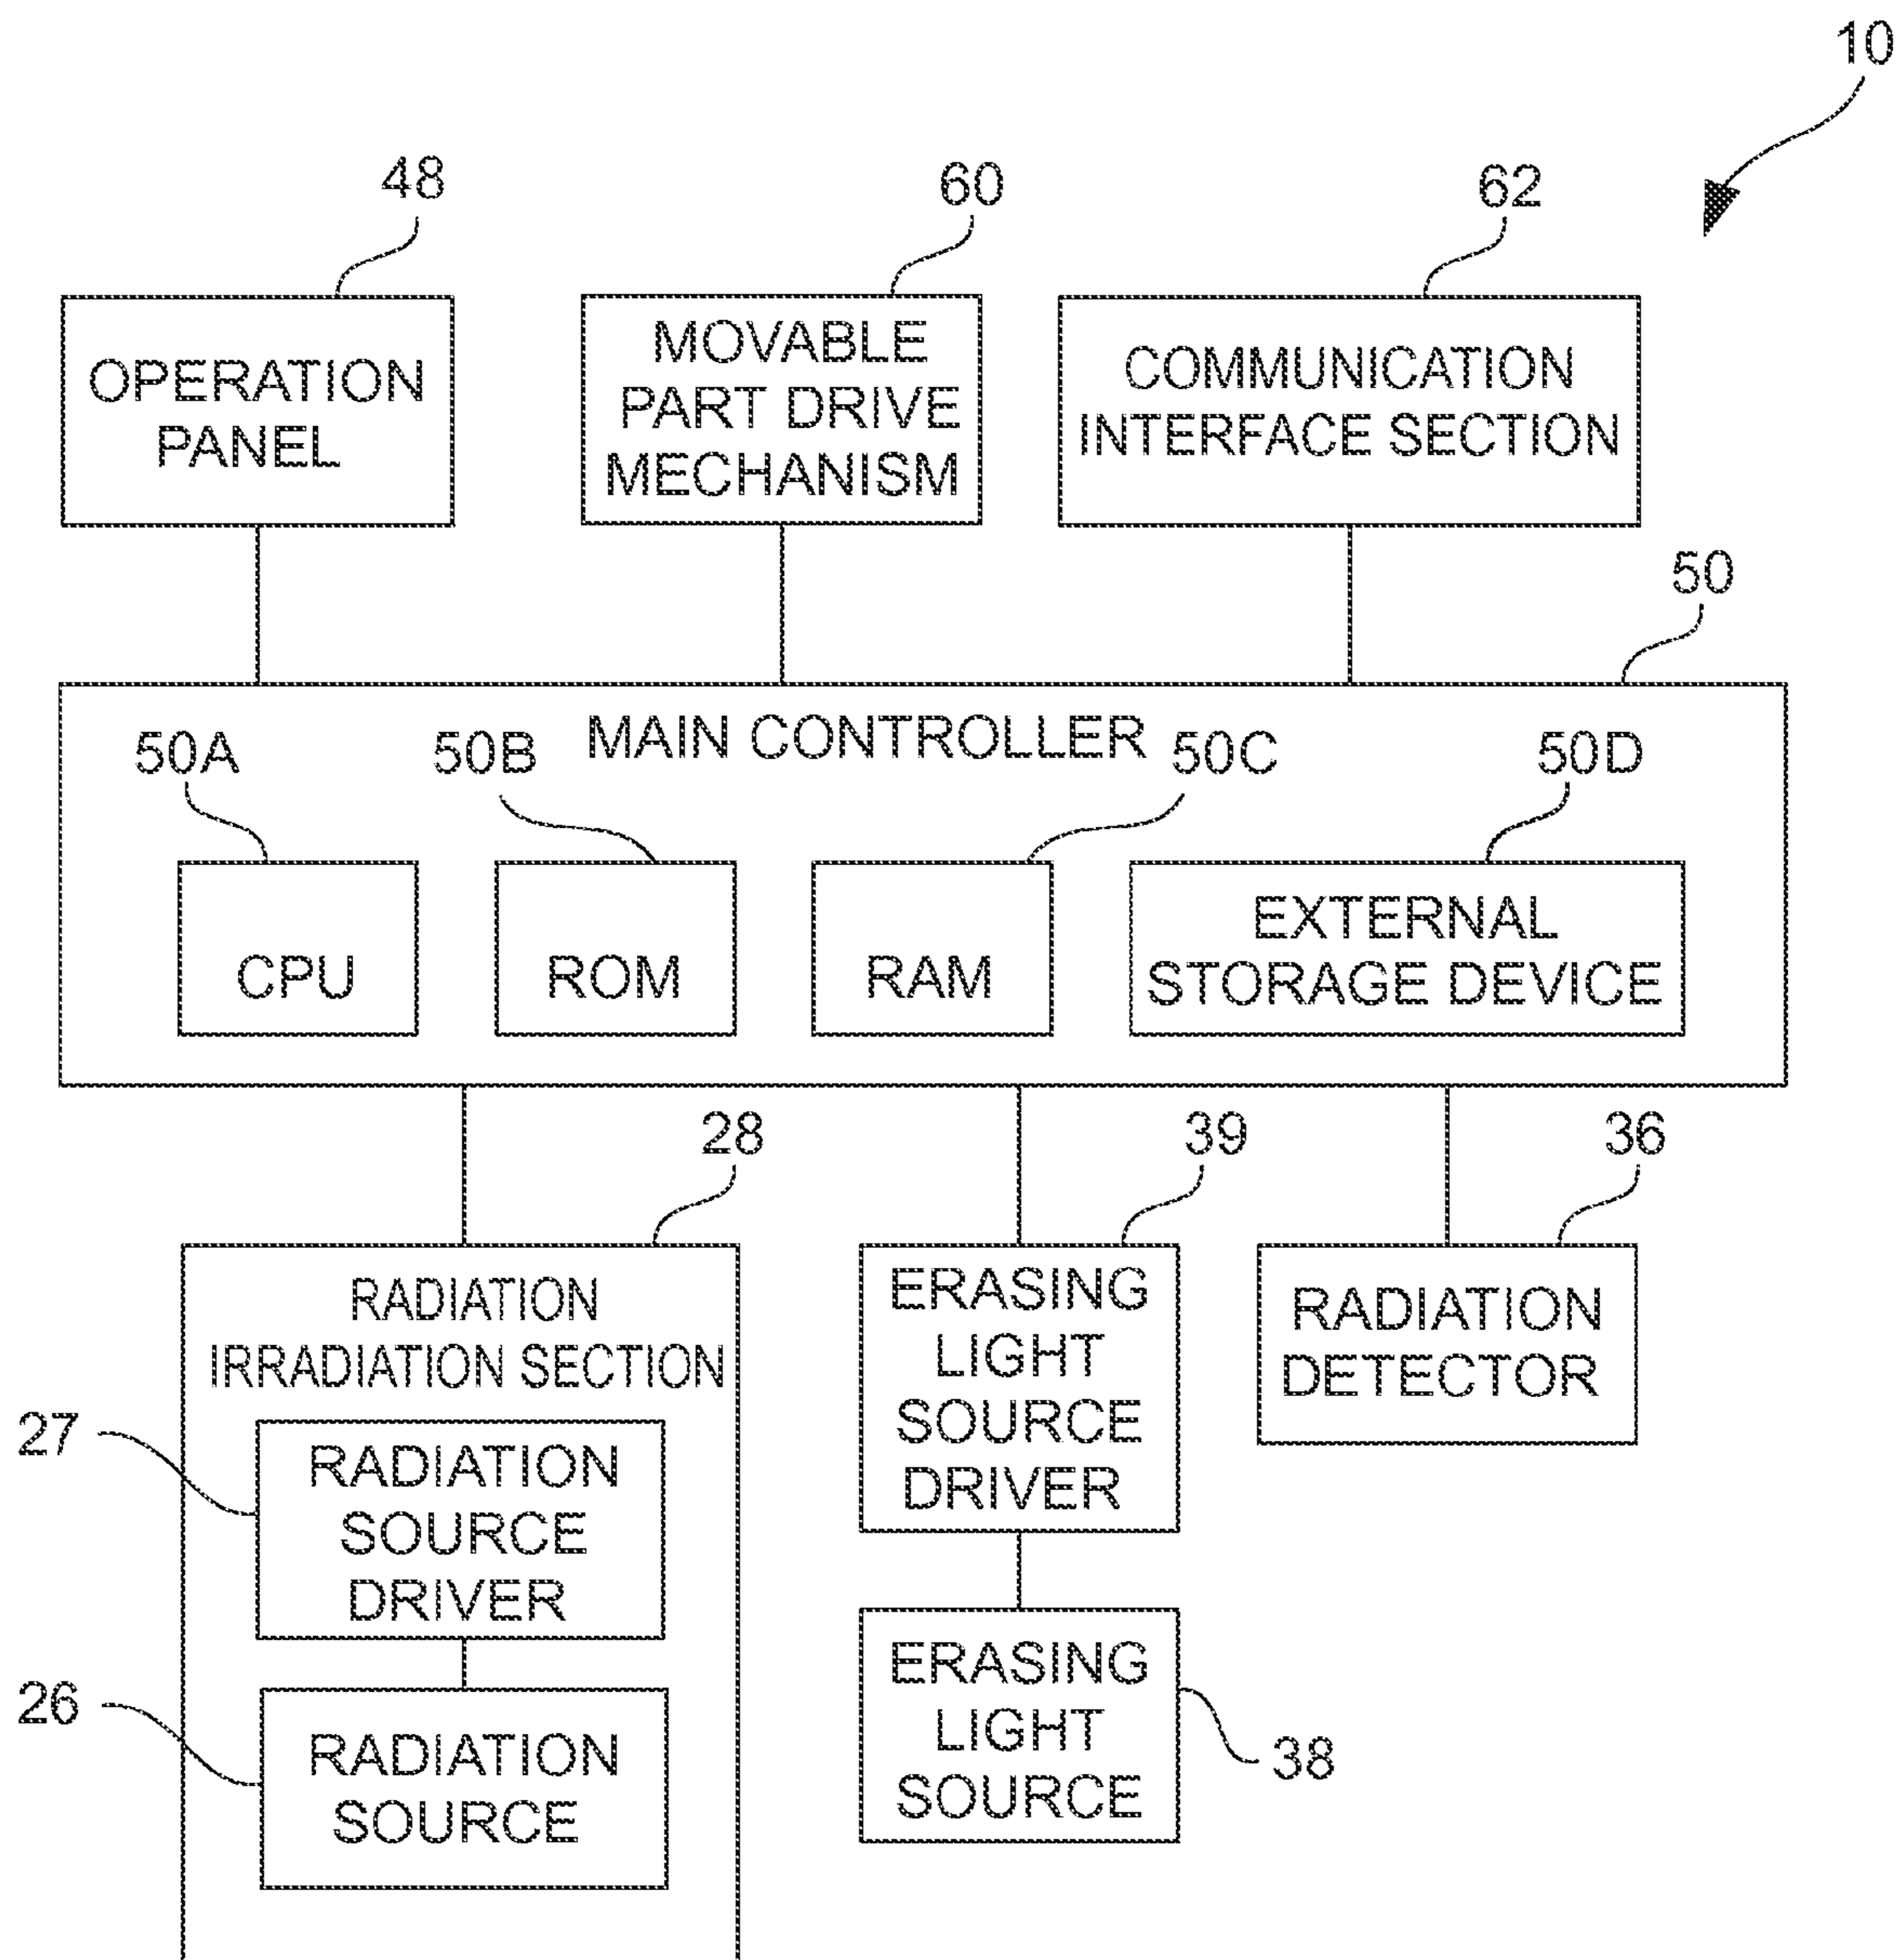 10
48
60
62
OPERATION
PANEL
MOVABLE
PART DRIVE
MECHANISM
COMMUNICATION
INTERFACE SECTION
50
MAIN CONTROLLER
50A
50B
50C
50D
CPU
ROM
RAM
EXTERNAL
STORAGE DEVICE
28
39
36
RADIATION
IRRADIATION SECTION
27
RADIATION
SOURCE
DRIVER
26
RADIATION
SOURCE
ERASING
LIGHT
SOURCE
DRIVER
ERASING
LIGHT
SOURCE
38
RADIATION
DETECTOR